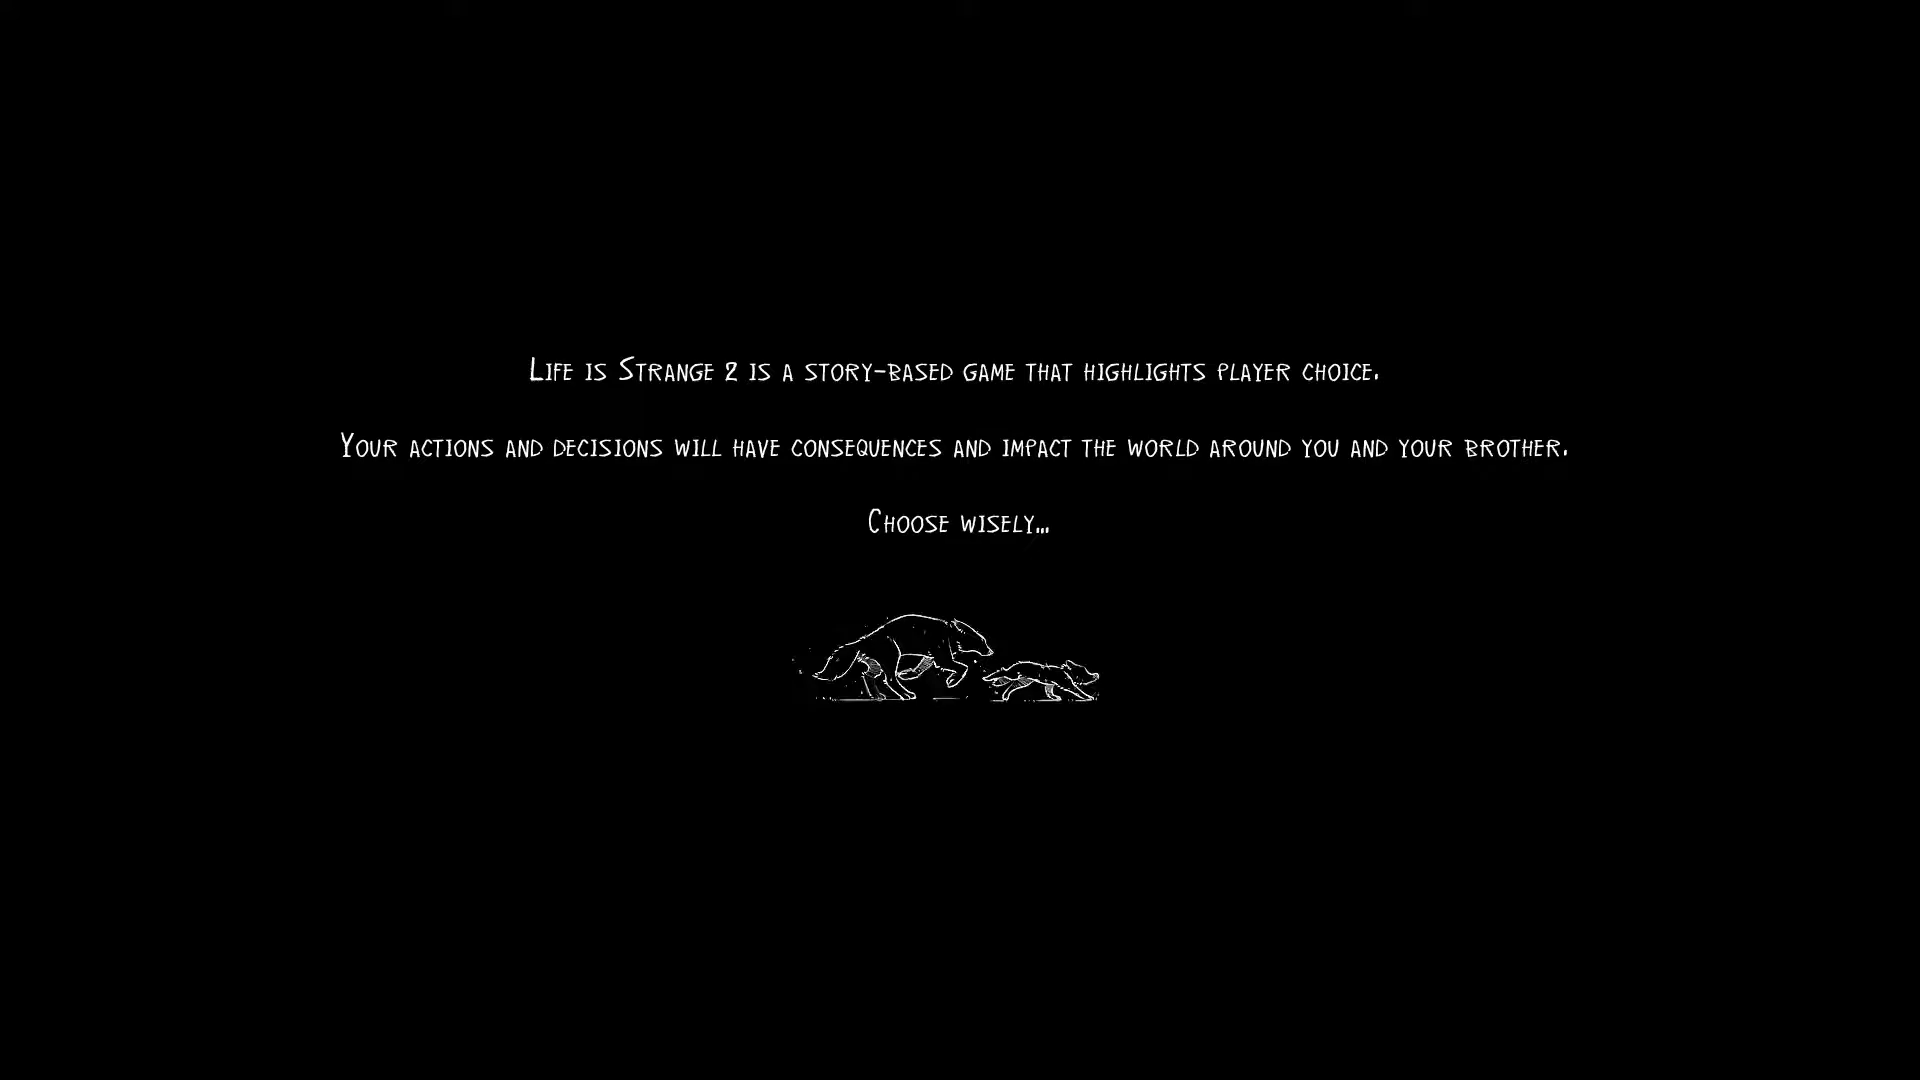 Life is Strange 2 is a story-based game that highlights player choice.
Your actions and decisions will have consequences and impact the world around you and your brother.
Choose wisely...